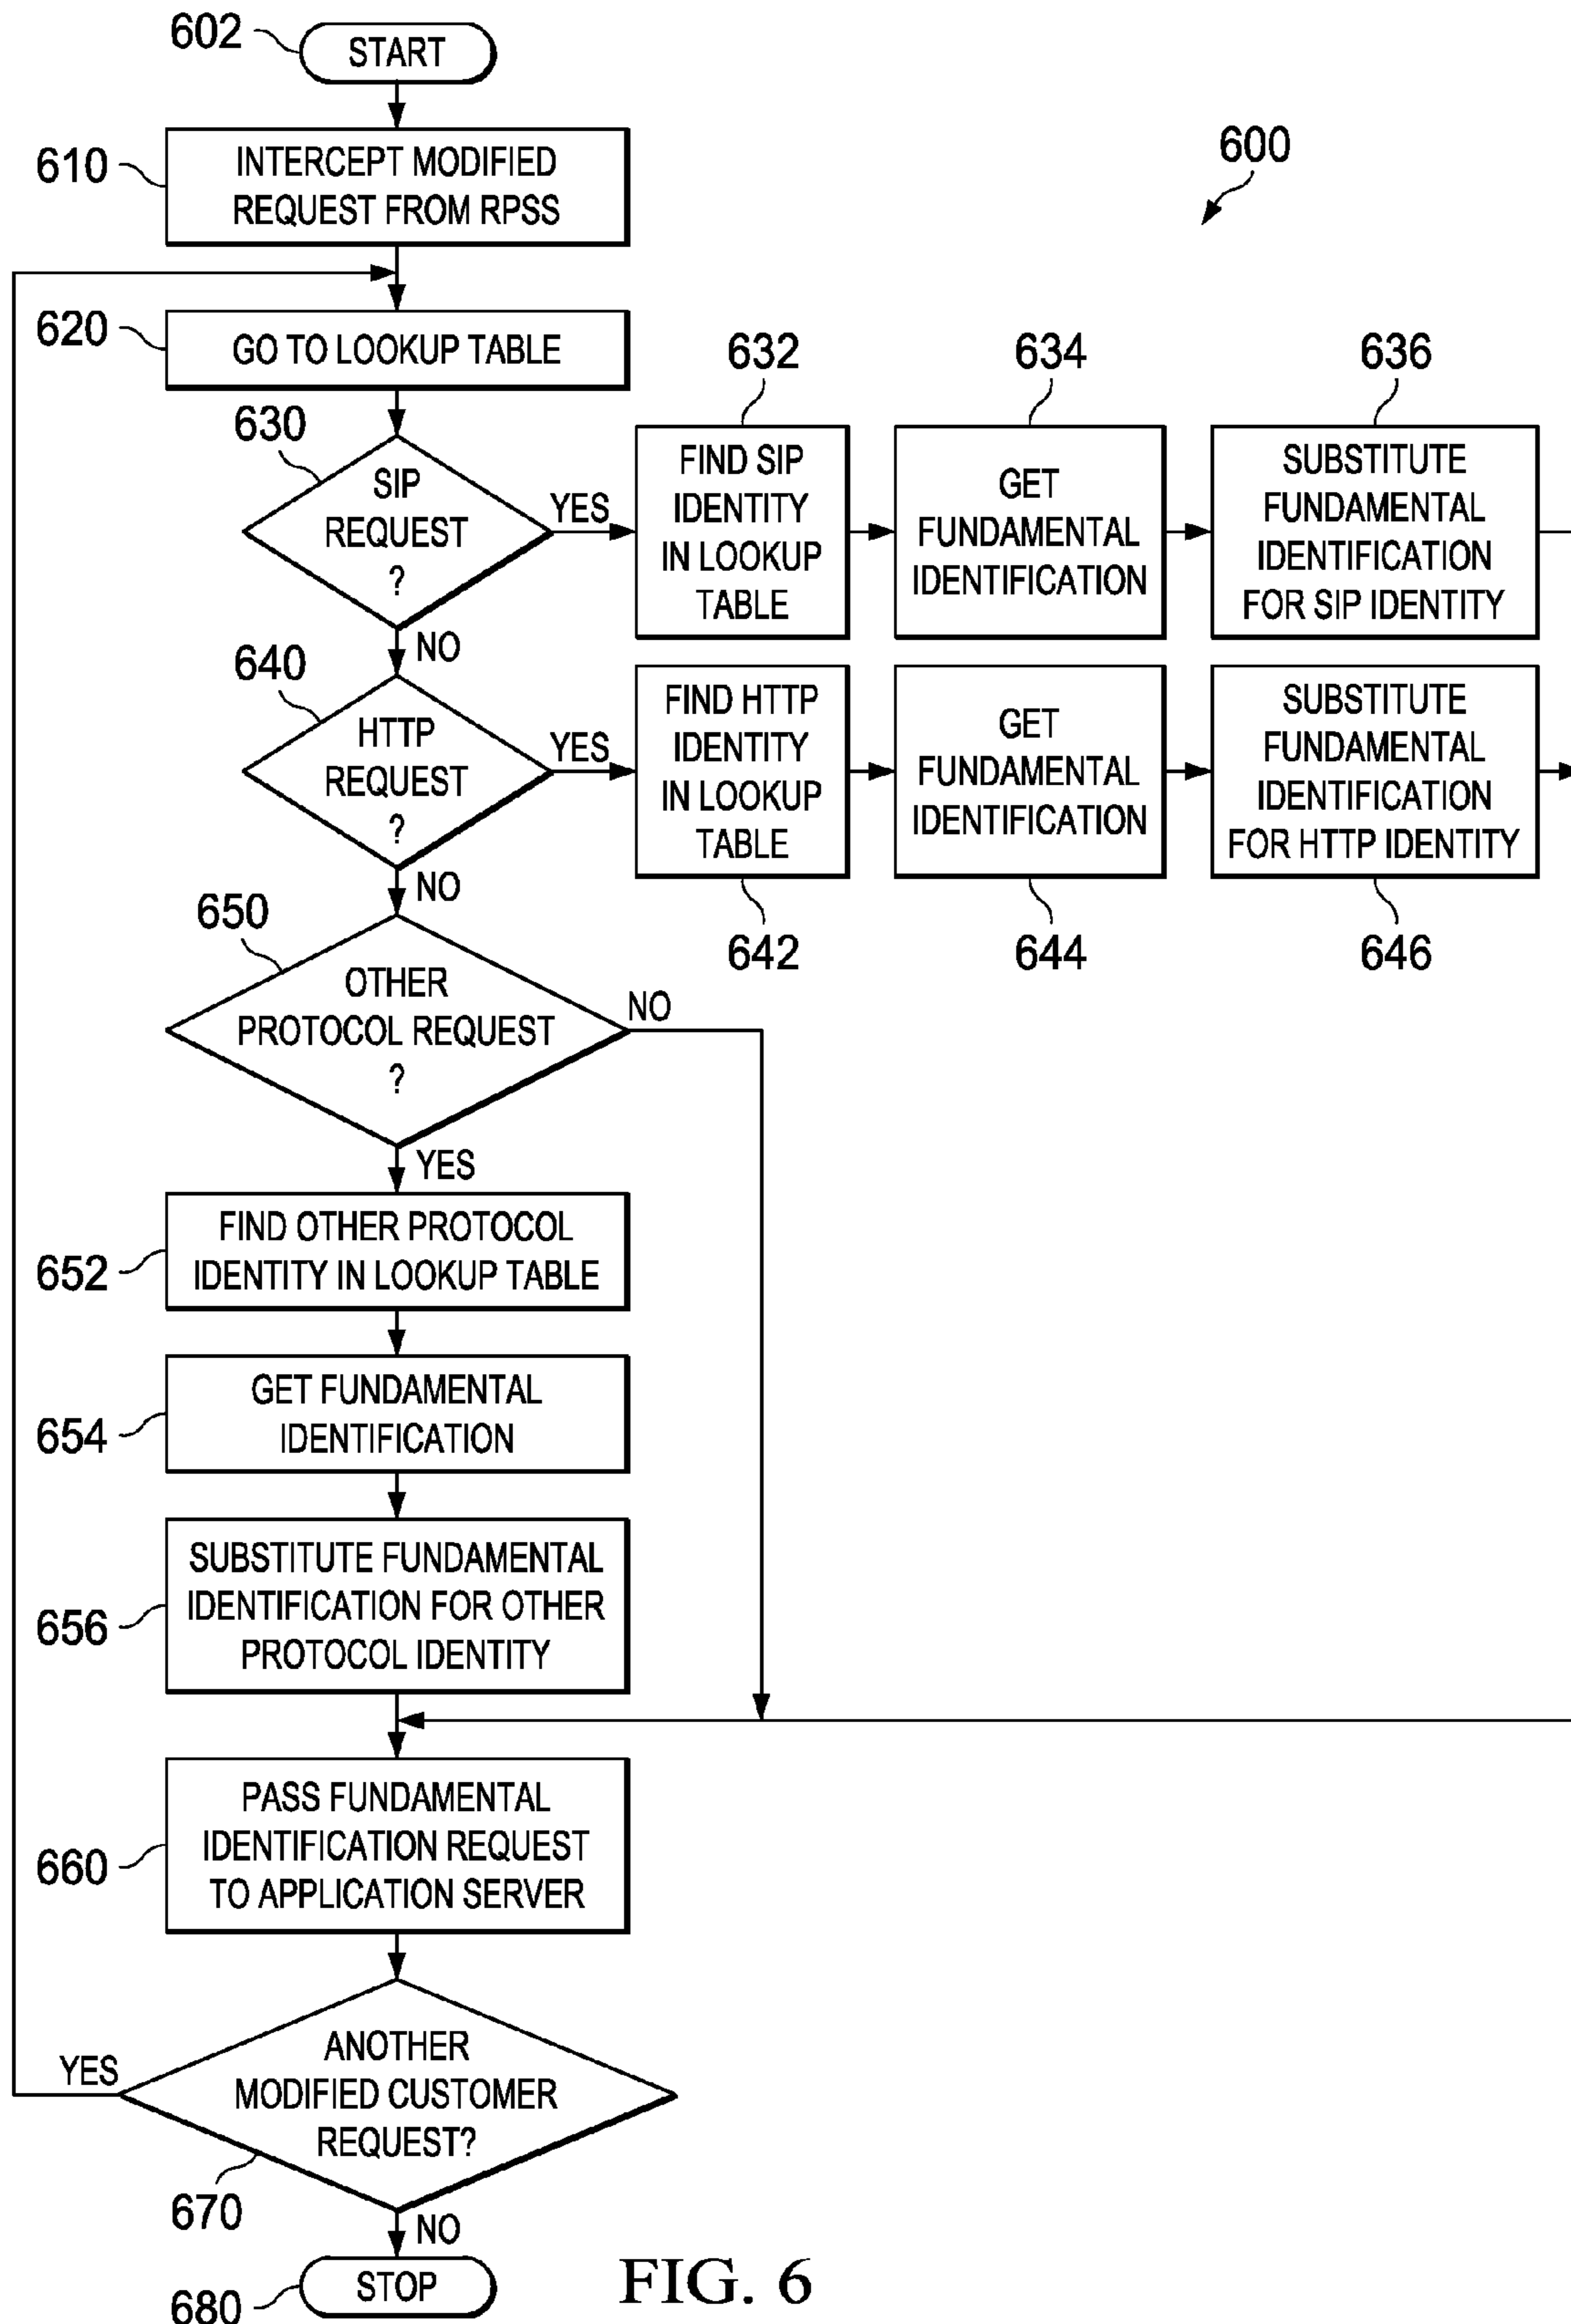 602
START
610
INTERCEPT MODIFIED
REQUEST FROM RPSS
600
620
GO TO LOOKUP TABLE
630
SIP
REQUEST
?
YES
NO
632
FIND SIP
IDENTITY
IN LOOKUP
TABLE
634
GET
FUNDAMENTAL
IDENTIFICATION
636
SUBSTITUTE
FUNDAMENTAL
IDENTIFICATION
FOR SIP IDENTITY
640
HTTP
REQUEST
?
YES
NO
FIND HTTP
IDENTITY
IN LOOKUP
TABLE
642
GET
FUNDAMENTAL
IDENTIFICATION
644
SUBSTITUTE
FUNDAMENTAL
IDENTIFICATION
FOR HTTP IDENTITY
646
650
OTHER
PROTOCOL REQUEST
?
NO
YES
652
FIND OTHER PROTOCOL
IDENTITY IN LOOKUP TABLE
654
GET FUNDAMENTAL
IDENTIFICATION
656
SUBSTITUTE FUNDAMENTAL
IDENTIFICATION FOR OTHER
PROTOCOL IDENTITY
660
PASS FUNDAMENTAL
IDENTIFICATION REQUEST
TO APPLICATION SERVER
YES
ANOTHER
MODIFIED CUSTOMER
REQUEST?
670
NO
680
STOP
FIG. 6